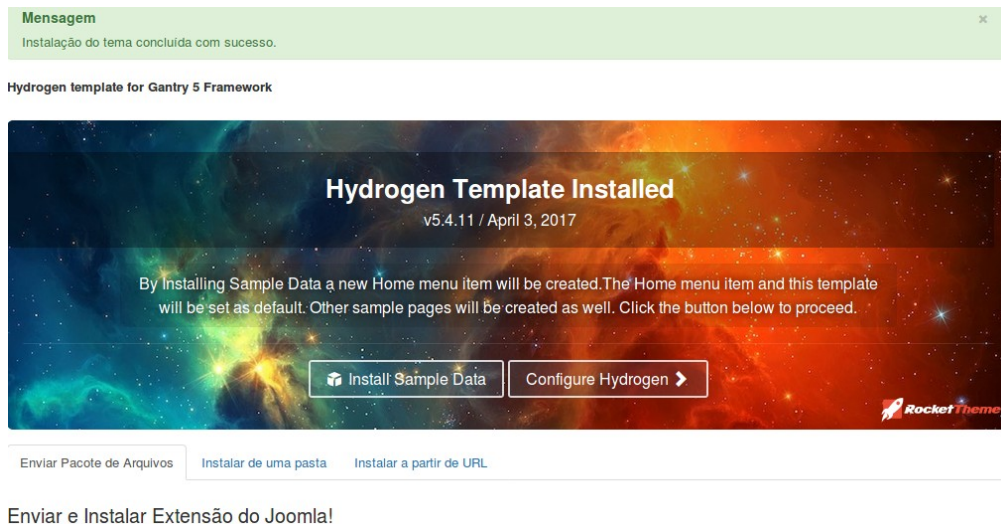 Mensagem
×
Instalação do tema concluída com sucesso.
Hydrogen template for Gantry 5 Framework
Hydrogen Template Installed
v5.4.11 / April 3, 2017
By Installing Sample Data a new Home menu item will be created.The Home menu item and this template
will be set as default. Other sample pages will be created as well. Click the button below to proceed.
Install Sample Data
Configure Hydrogen
RocketTheme
Enviar Pacote de Arquivos
Instalar de uma pasta
Instalar a partir de URL
Enviar e Instalar Extensão do Joomla!